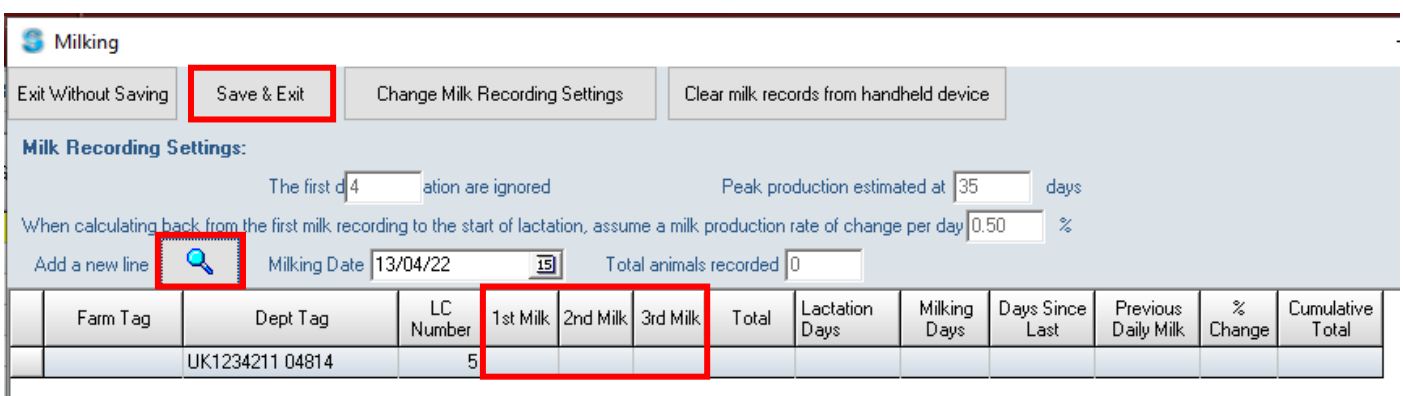 Milking
Exit Without Saving Save & Exit Change Milk Recording Settings Clear milk records from handheld device
Milk Recording Settings:
The first d 4 ation are ignored Peak production estimated at 35 days
When calculating back from the first milk recording to the start of lactation, assume a milk production rate of change per day 0.50 %
Add a new line Milking Date 13/04/22 15 Total animals recorded 0
Farm Tag Dept Tag LC Number 1st Milk 2nd Milk 3rd Milk Total Lactation Days Milking Days Days Since Last Previous Daily Milk % Change Cumulative Total
UK1234211 04814 5